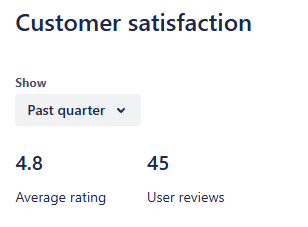 Customer satisfaction
Show
Past quarter
4.8 45
Average rating User reviews